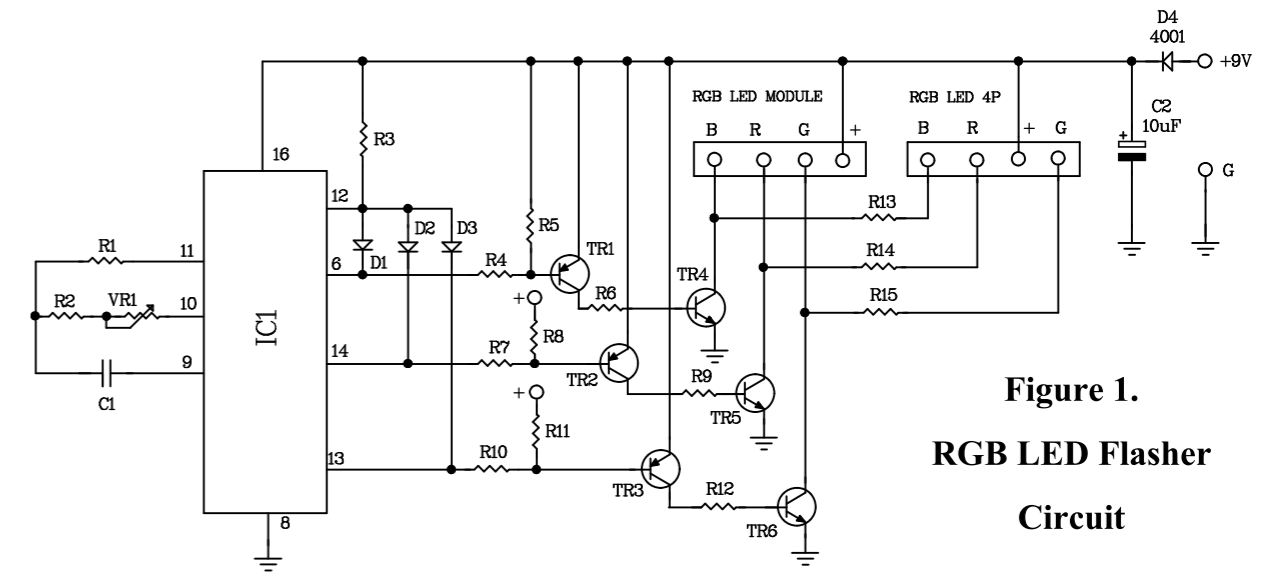 D4
4001
+9V
RGB LED MODULE
RGB LED 4P
C2
10uF
+
B R G +
B R + G
G
R3
16
12
D2 D3
R5
R13
R1
11
6
D1
R4
TR1
TR4
R14
R2 VR1
10
IC1
+
R6
R15
R8
14
R7
TR2
9
C1
+
R9
TR5
R11
13
R10
TR3
R12
TR6
8
Figure 1.
RGB LED Flasher
Circuit